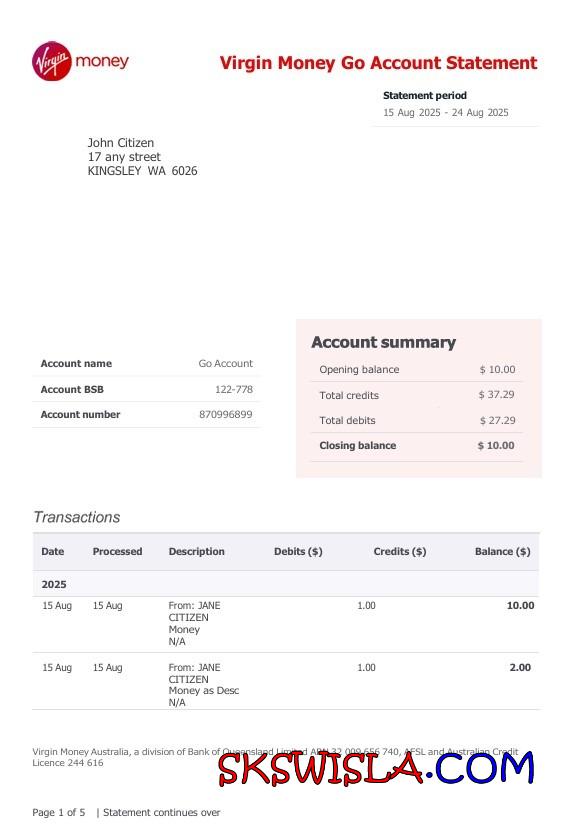 Virgin money
Virgin Money Go Account Statement
Statement period
15 Aug 2025 - 24 Aug 2025
John Citizen
17 any street
KINGSLEY WA 6026
Account summary
Account name Go Account
Opening balance $ 10.00
Account BSB 122-778
Total credits $ 37.29
Account number 870996899
Total debits $ 27.29
Closing balance $ 10.00
Transactions
Date Processed Description Debits ($) Credits ($) Balance ($)
2025
15 Aug 15 Aug From: JANE 1.00 10.00
CITIZEN
Money
N/A
15 Aug 15 Aug From: JANE 1.00 2.00
CITIZEN
Money as Desc
N/A
Virgin Money Australia, a division of Bank of Queensland Limited ABN 32 009 656 740, AFSL and Australian Credit
Licence 244 616
SKSWISLA.COM
Page 1 of 5 | Statement continues over